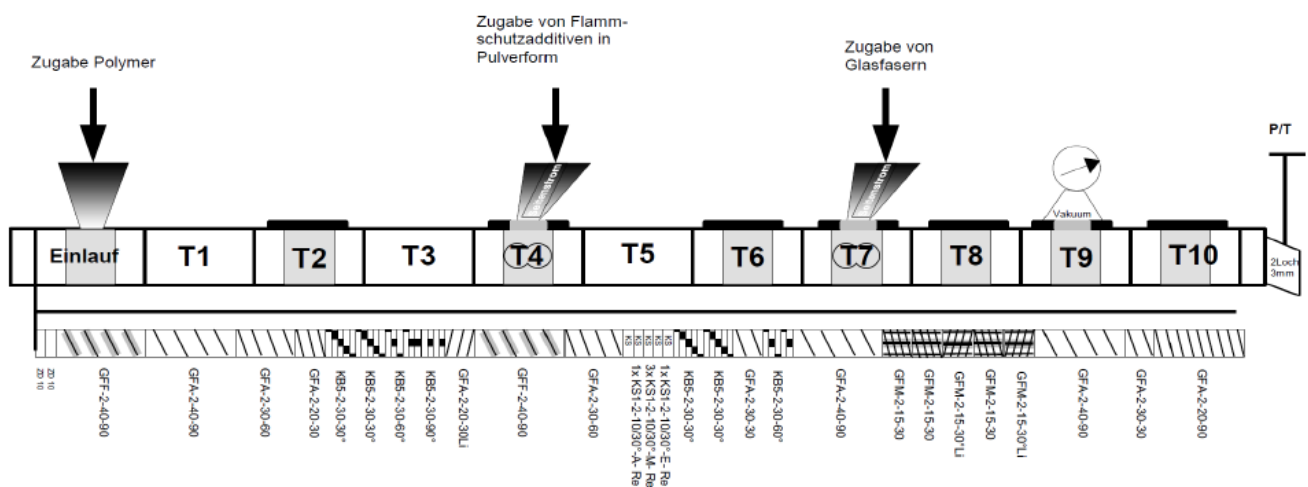 Zugabe Polymer
Zugabe von Flamm-
schutzadditiven in
Pulverform
Zugabe von
Glasfasern
P/T
Vakuum
Einlauf
T1
T2
T3
T4
T5
T6
T7
T8
T9
T10
2Loch
3mm
KS
KS
KS
KS
KS
ZD 10
ZD 10
GFF-2-40-90
GFA-2-40-90
GFA-2-30-60
GFA-2-20-30
KB5-2-30-30°
KB5-2-30-30°
KB5-2-30-60°
KB5-2-30-90°
GFA-2-20-30Li
GFF-2-40-90
GFA-2-30-60
1x KS1-2-10/30°-A- Re
3x KS1-2-10/30°-M- Re
1x KS1-2-10/30°-E- Re
KB5-2-30-30°
KB5-2-30-30°
GFA-2-30-30
KB5-2-30-60°
GFA-2-40-90
GFM-2-15-30
GFM-2-15-30
GFM-2-15-30°Li
GFM-2-15-30
GFM-2-15-30°Li
GFA-2-40-90
GFA-2-30-30
GFA-2-20-90